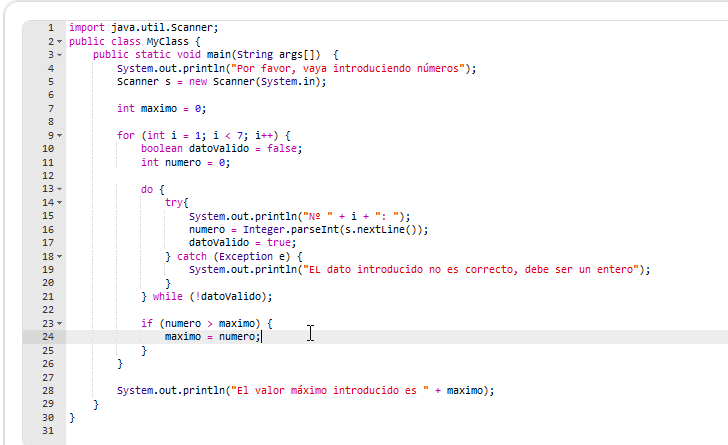 1 import java.util.Scanner;
2 public class MyClass {
3 public static void main(String args[])  {
4 System.out.println("Por favor, vaya introduciendo números");
5 Scanner s = new Scanner(System.in);
6
7 int maximo = 0;
8
9 for (int i = 1; i < 7; i++) {
10 boolean datoValido = false;
11 int numero = 0;
12
13 do {
14 try{
15 System.out.println("Nº " + i + ": ");
16 numero = Integer.parseInt(s.nextLine());
17 datoValido = true;
18 } catch (Exception e) {
19 System.out.println("EL dato introducido no es correcto, debe ser un entero");
20 }
21 } while (!datoValido);
22
23 if (numero > maximo) {
24 maximo = numero;
25 }
26 }
27
28 System.out.println("El valor máximo introducido es " + maximo);
29 }
30 }
31